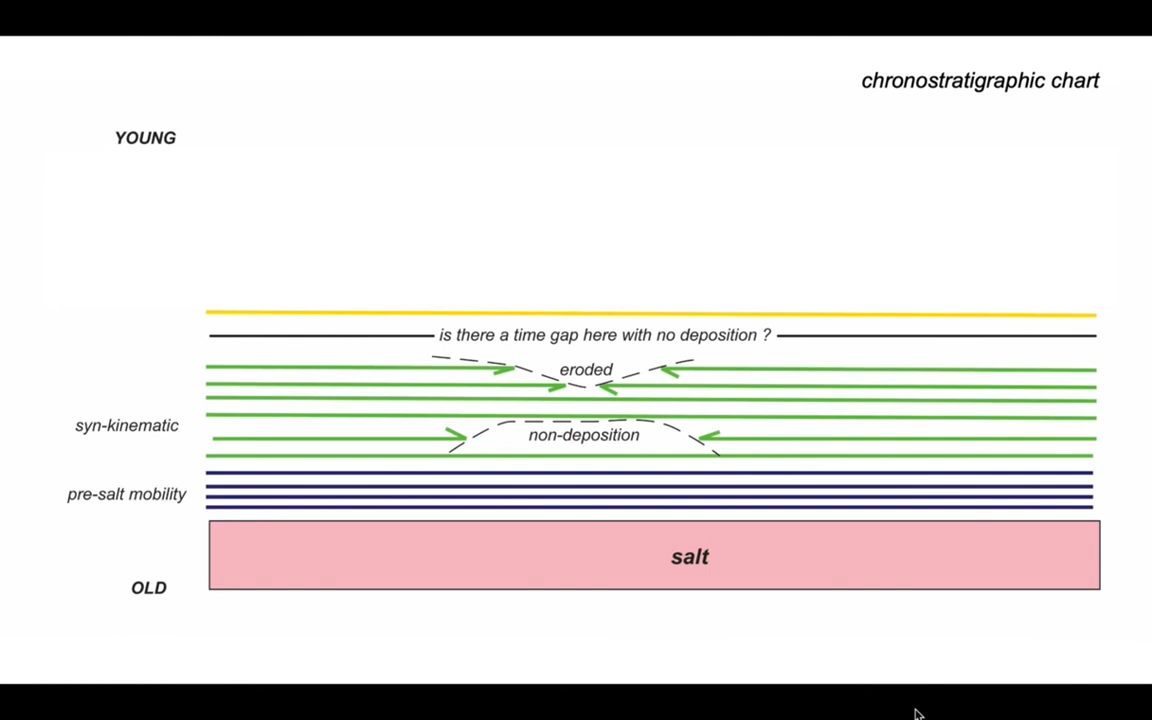 chronostratigraphic chart
YOUNG
is there a time gap here with no deposition ?
eroded
syn-kinematic
non-deposition
pre-salt mobility
salt
OLD